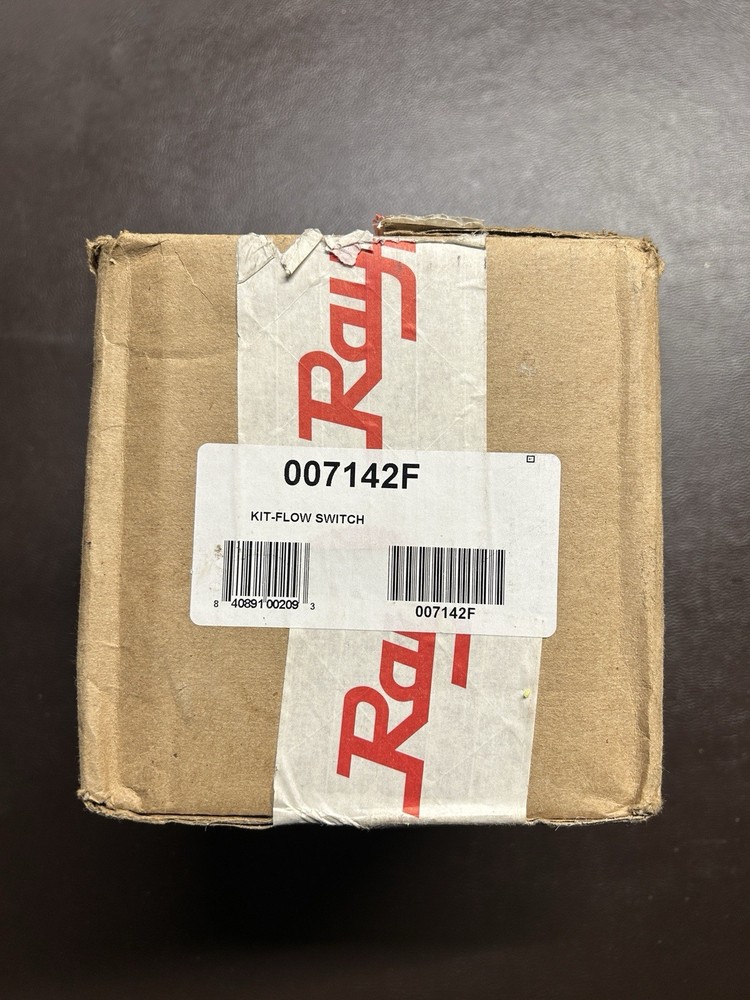 Ray
007142F
KIT-FLOW SWITCH
8 40891 00209 3
007142F
Ray